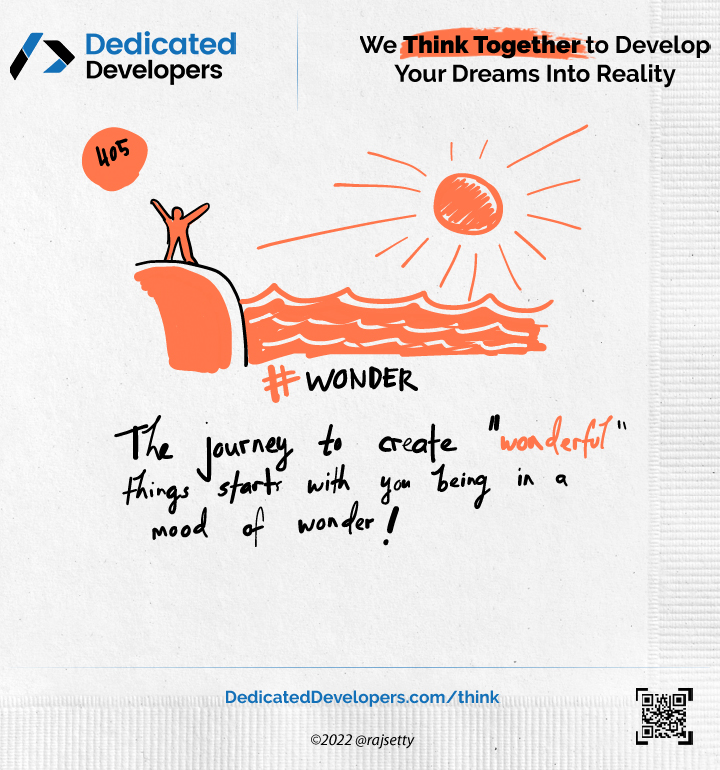 Dedicated
Developers
We Think Together to Develop
Your Dreams Into Reality
405
#WONDER
The journey to create "wonderful"
things starts with you being in a
mood of wonder!
DedicatedDevelopers.com/think
©2022 @rajsetty